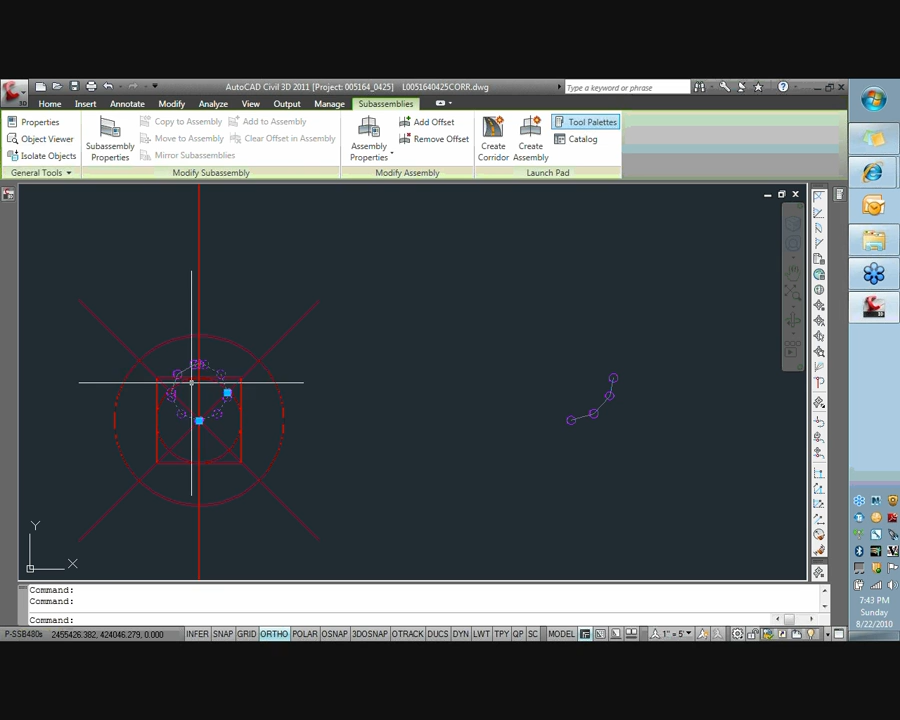 AutoCAD Civil 3D 2011 [Project: 005164_0425] L0051640425CORR.dwg
Type a keyword or phrase
3D
Home Insert Annotate Modify Analyze View Output Manage Subassemblies
Properties
Object Viewer
Isolate Objects
Subassembly Properties
Copy to Assembly
Move to Assembly
Mirror Subassemblies
Add to Assembly
Clear Offset in Assembly
Assembly Properties
Add Offset
Remove Offset
Create Corridor
Create Assembly
Tool Palettes
Catalog
General Tools
Modify Subassembly
Modify Assembly
Launch Pad
Y
X
Command:
Command:
Command:
P-SSB480s 2455426.382, 424046.279, 0.000 INFER SNAP GRID ORTHO POLAR OSNAP 3DOSNAP OTRACK DUCS DYN LWT TPY QP SC MODEL 1" = 5'
7:43 PM
Sunday
8/22/2010